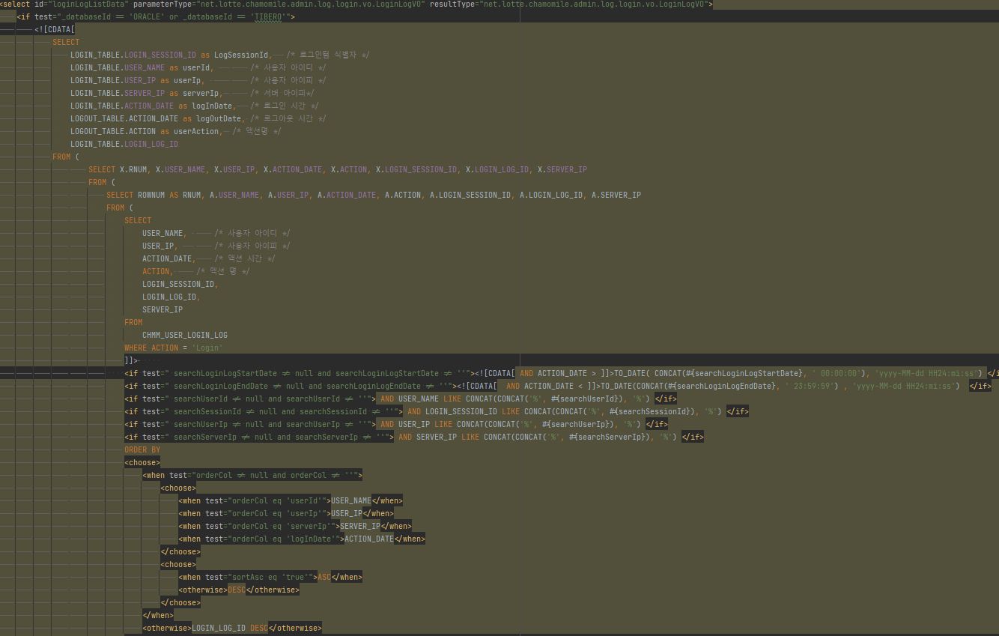 <select id="loginLogListData" parameterType="net.lotte.chamomile.admin.log.login.vo.LoginLogVO" resultType="net.lotte.chamomile.admin.log.login.vo.LoginLogVO">
<if test="_databaseId == 'ORACLE' or _databaseId == 'TIBERO'">
<![CDATA[
SELECT
LOGIN_TABLE.LOGIN_SESSION_ID as LogSessionId, /* 로그인텀 식별자 */
LOGIN_TABLE.USER_NAME as userId, /* 사용자 아이디 */
LOGIN_TABLE.USER_IP as userIp, /* 사용자 아이피 */
LOGIN_TABLE.SERVER_IP as serverIp, /* 서버 아이피*/
LOGIN_TABLE.ACTION_DATE as logInDate, /* 로그인 시간 */
LOGOUT_TABLE.ACTION_DATE as logOutDate, /* 로그아웃 시간 */
LOGOUT_TABLE.ACTION as userAction, /* 액션명 */
LOGIN_TABLE.LOGIN_LOG_ID
FROM (
SELECT X.RNUM, X.USER_NAME, X.USER_IP, X.ACTION_DATE, X.ACTION, X.LOGIN_SESSION_ID, X.LOGIN_LOG_ID, X.SERVER_IP
FROM (
SELECT ROWNUM AS RNUM, A.USER_NAME, A.USER_IP, A.ACTION_DATE, A.ACTION, A.LOGIN_SESSION_ID, A.LOGIN_LOG_ID, A.SERVER_IP
FROM (
SELECT
USER_NAME, /* 사용자 아이디 */
USER_IP, /* 사용자 아이피 */
ACTION_DATE, /* 액션 시간 */
ACTION, /* 액션 명 */
LOGIN_SESSION_ID,
LOGIN_LOG_ID,
SERVER_IP
FROM
CHMM_USER_LOGIN_LOG
WHERE ACTION = 'Login'
]]>
<if test=" searchLoginLogStartDate != null and searchLoginLogStartDate != ''"><![CDATA[ AND ACTION_DATE > ]]>TO_DATE( CONCAT(#{searchLoginLogStartDate}, ' 00:00:00'), 'yyyy-MM-dd HH24:mi:ss') </i
<if test=" searchLoginLogEndDate != null and searchLoginLogEndDate != ''"><![CDATA[ AND ACTION_DATE < ]]>TO_DATE(CONCAT(#{searchLoginLogEndDate}, ' 23:59:59') , 'yyyy-MM-dd HH24:mi:ss') </if>
<if test=" searchUserId != null and searchUserId != ''"> AND USER_NAME LIKE CONCAT(CONCAT('%', #{searchUserId}), '%') </if>
<if test=" searchSessionId != null and searchSessionId != ''"> AND LOGIN_SESSION_ID LIKE CONCAT(CONCAT('%', #{searchSessionId}), '%') </if>
<if test=" searchUserIp != null and searchUserIp != ''"> AND USER_IP LIKE CONCAT(CONCAT('%', #{searchUserIp}), '%') </if>
<if test=" searchServerIp != null and searchServerIp != ''"> AND SERVER_IP LIKE CONCAT(CONCAT('%', #{searchServerIp}), '%') </if>
ORDER BY
<choose>
<when test="orderCol != null and orderCol != ''">
<choose>
<when test="orderCol eq 'userId'">USER_NAME</when>
<when test="orderCol eq 'userIp'">USER_IP</when>
<when test="orderCol eq 'serverIp'">SERVER_IP</when>
<when test="orderCol eq 'logInDate'">ACTION_DATE</when>
</choose>
<choose>
<when test="sortAsc eq 'true'">ASC</when>
<otherwise>DESC</otherwise>
</choose>
</when>
<otherwise>LOGIN_LOG_ID DESC</otherwise>